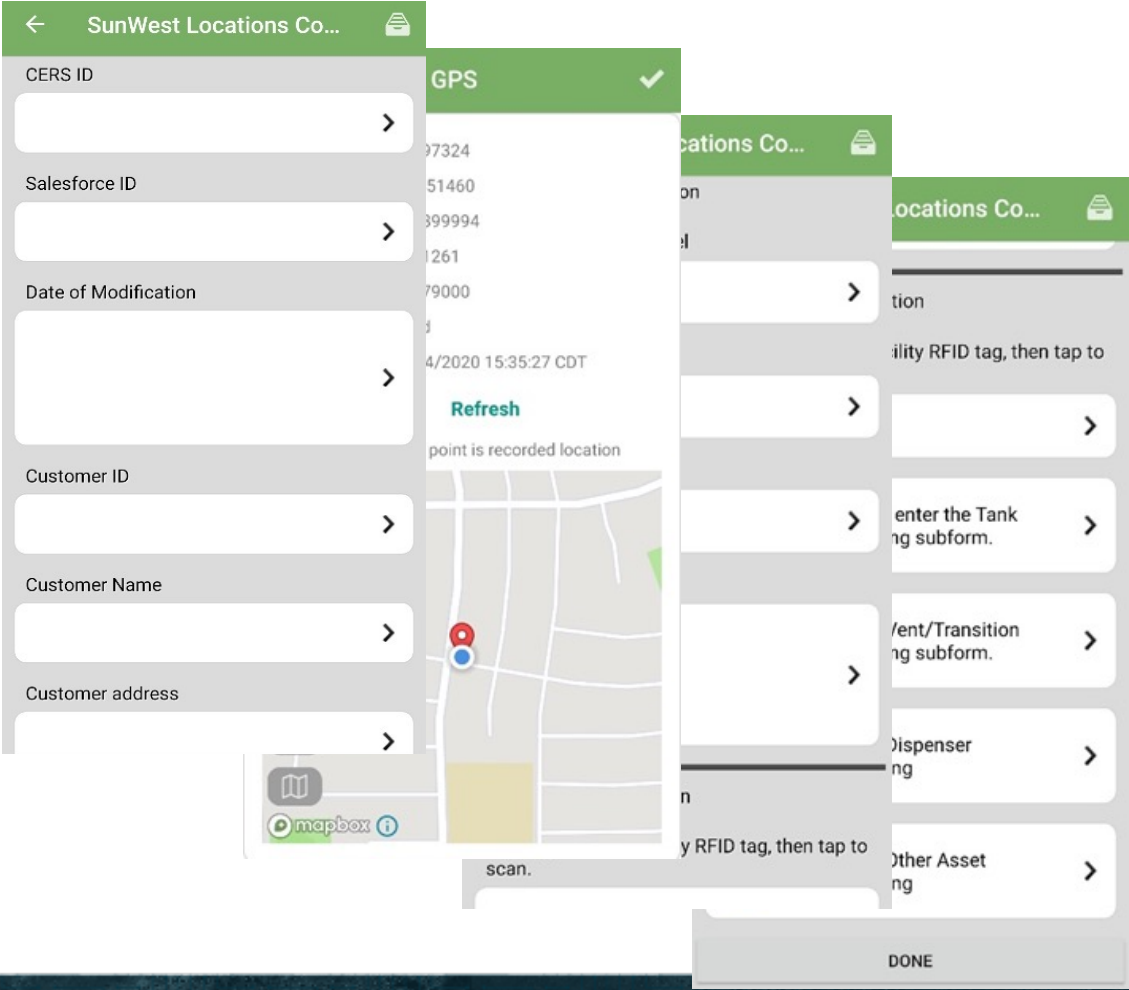 SunWest Locations Co...
CERS ID
Salesforce ID
Date of Modification
Customer ID
Customer Name
Customer address
GPS
97324
51460
399994
1261
79000
d
4/2020 15:35:27 CDT
Refresh
point is recorded location
mapbox
cations Co...
on
el
n
y RFID tag, then tap to
scan.
Locations Co...
tion
ility RFID tag, then tap to
enter the Tank
ng subform.
Vent/Transition
ng subform.
Dispenser
ng
Other Asset
ng
DONE